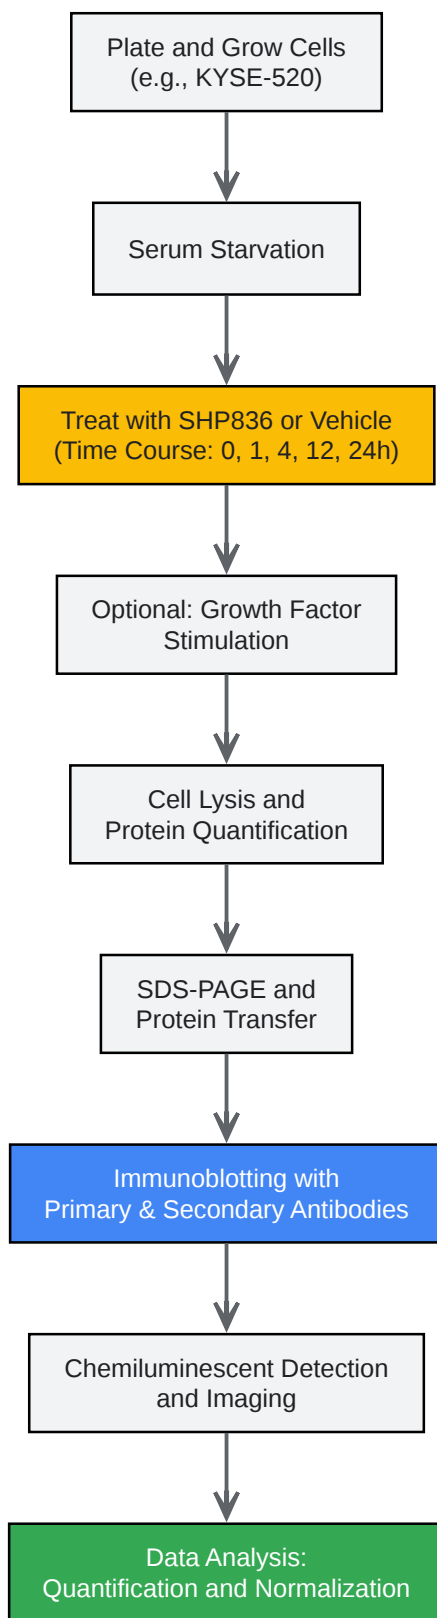 Plate and Grow Cells
(e.g., KYSE-520)
Serum Starvation
Treat with SHP836 or Vehicle
(Time Course: 0, 1, 4, 12, 24h)
Optional: Growth Factor
Stimulation
Cell Lysis and
Protein Quantification
SDS-PAGE and
Protein Transfer
Immunoblotting with
Primary & Secondary Antibodies
Chemiluminescent Detection
and Imaging
Data Analysis:
Quantification and Normalization